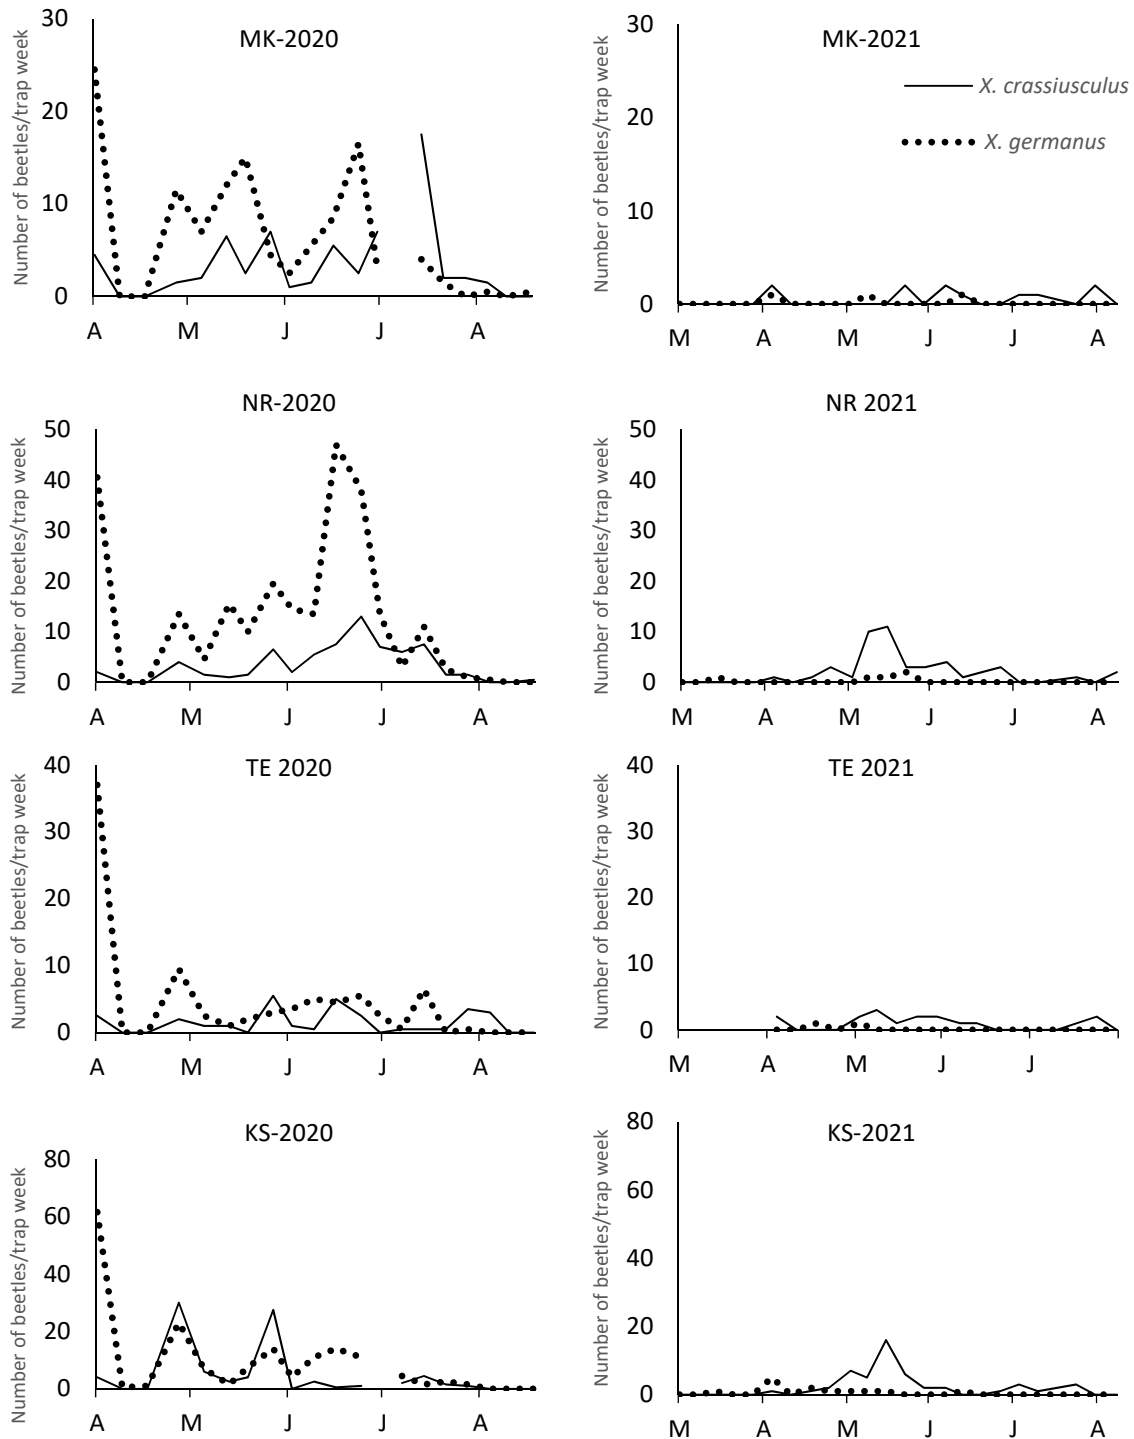 MK-2020
Number of beetles/trap week
30
20
10
0
A M J J A
MK-2021
Number of beetles/trap week
30
20
10
0
M A M J J A
X. crassiusculus
X. germanus
NR-2020
Number of beetles/trap week
50
40
30
20
10
0
A M J J A
NR 2021
Number of beetles/trap week
50
40
30
20
10
0
M A M J J A
TE 2020
Number of beetles/trap week
40
30
20
10
0
A M J J A
TE 2021
Number of beetles/trap week
40
30
20
10
0
M A M J J
KS-2020
Number of beetles/trap week
80
60
40
20
0
A M J J A
KS-2021
Number of beetles/trap week
80
60
40
20
0
M A M J J A